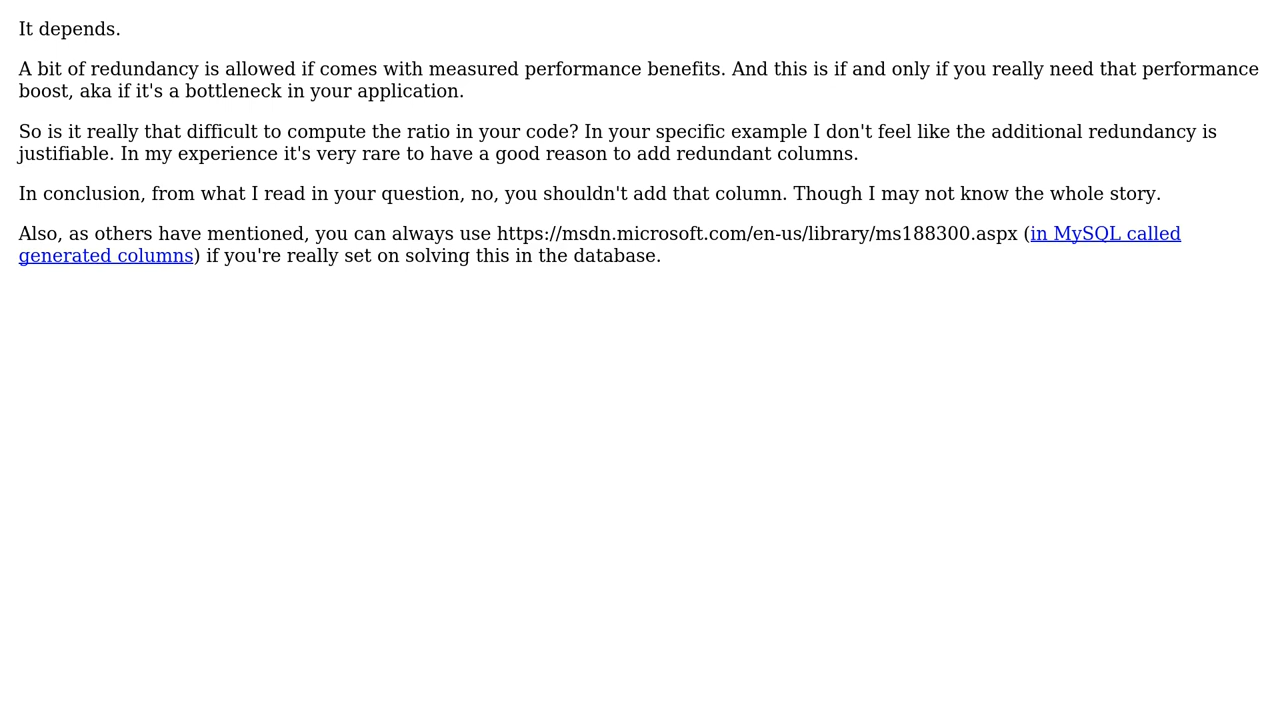 It depends.
A bit of redundancy is allowed if comes with measured performance benefits. And this is if and only if you really need that performance
boost, aka if it's a bottleneck in your application.
So is it really that difficult to compute the ratio in your code? In your specific example I don't feel like the additional redundancy is
justifiable. In my experience it's very rare to have a good reason to add redundant columns.
In conclusion, from what I read in your question, no, you shouldn't add that column. Though I may not know the whole story.
Also, as others have mentioned, you can always use https://msdn.microsoft.com/en-us/library/ms188300.aspx (in MySQL called
generated columns) if you're really set on solving this in the database.